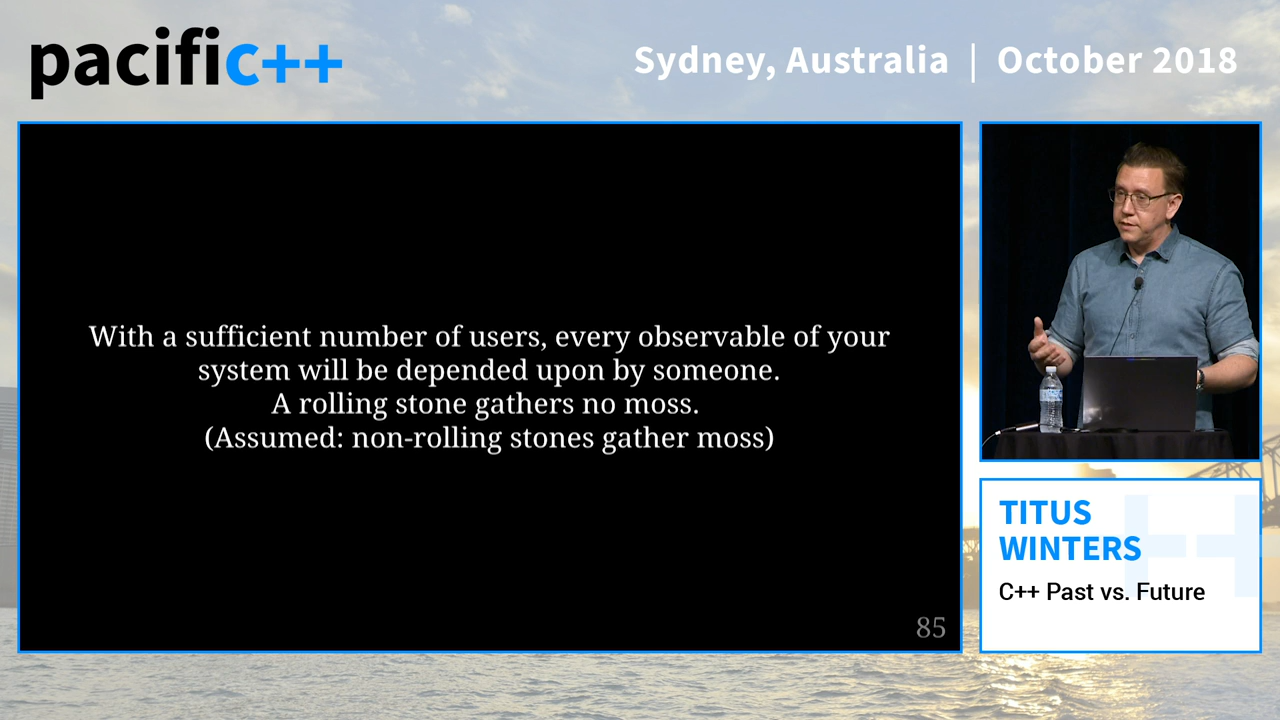 pacific++
Sydney, Australia | October 2018
With a sufficient number of users, every observable of your
system will be depended upon by someone.
A rolling stone gathers no moss.
(Assumed: non-rolling stones gather moss)
85
TITUS
WINTERS
C++ Past vs. Future